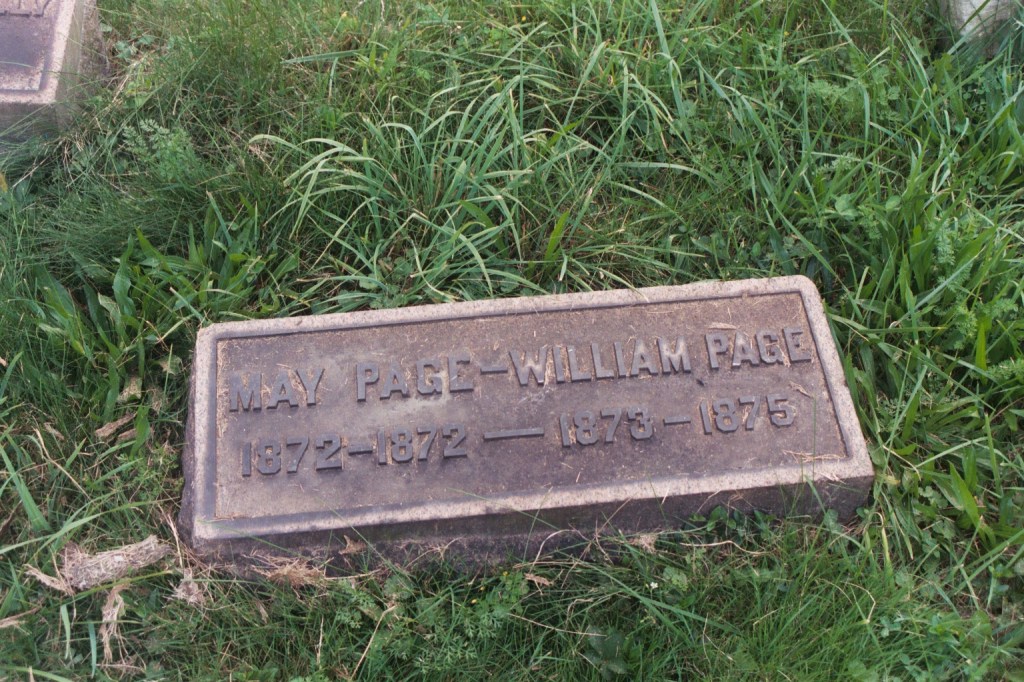 MAY PAGE - WILLIAM PAGE
1872-1872 — 1873-1875